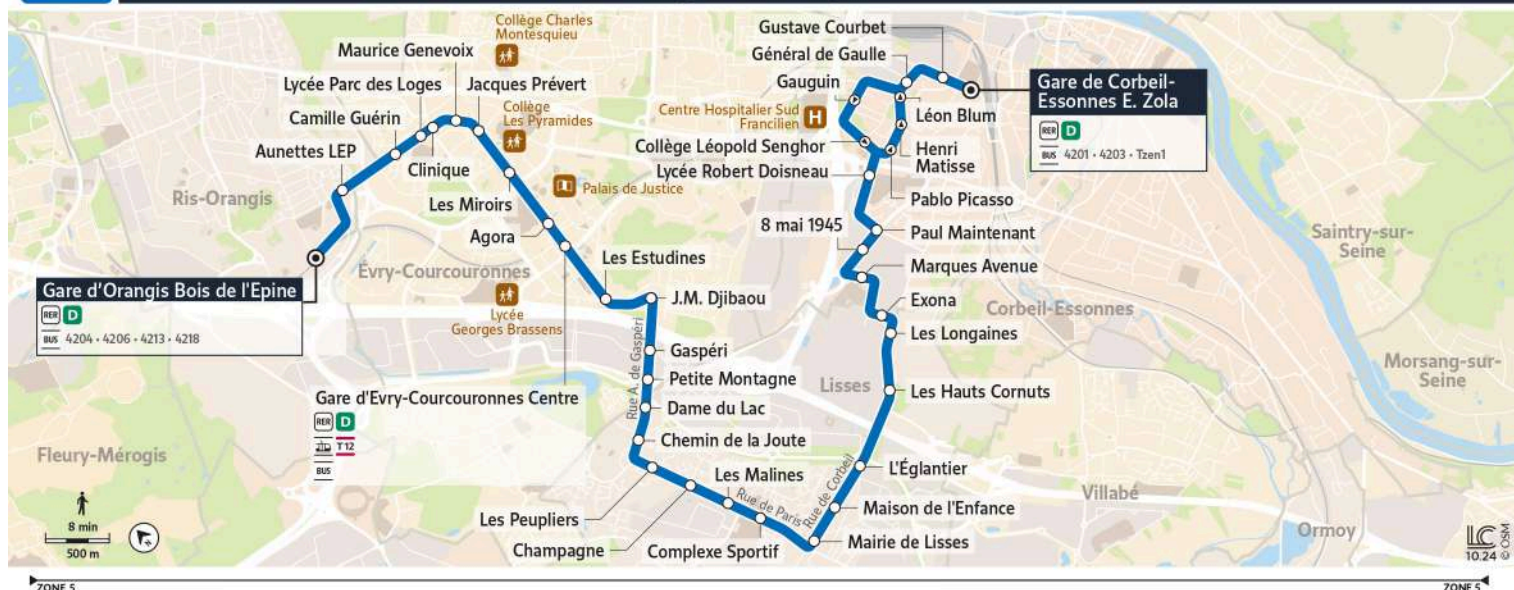 Collège Charles
Montesquieu
Maurice Genevoix
Lycée Parc des Loges
Jacques Prévert
Camille Guérin
Collège
Les Pyramides
Aunettes LEP
Clinique
Les Miroirs
Palais de Justice
Agora
Ris-Orangis
Évry-Courcouronnes
Gare d'Orangis Bois de l'Epine
RER D
BUS 4204 • 4206 • 4213 • 4218
Lycée
Georges Brassens
Les Estudines
J.M. Djibaou
Rue A. de Gaspéri
Gaspéri
Petite Montagne
Dame du Lac
Chemin de la Joute
Gare d'Evry-Courcouronnes Centre
RER D
T12
BUS
Fleury-Mérogis
Les Peupliers
Champagne
Les Malines
Rue de Paris
Complexe Sportif
Rue de Corbeil
Mairie de Lisses
Maison de l'Enfance
L'Églantier
Lisses
Les Hauts Cornuts
Les Longaines
Exona
Marques Avenue
8 mai 1945
Paul Maintenant
Lycée Robert Doisneau
Pablo Picasso
Collège Léopold Senghor
Henri
Matisse
Centre Hospitalier Sud
Francilien
H
Léon Blum
Gauguin
Général de Gaulle
Gustave Courbet
Gare de Corbeil-
Essonnes E. Zola
RER D
BUS 4201 • 4203 • Tzen1
Corbeil-Essonnes
Saintry-sur-
Seine
Morsang-sur-
Seine
Villabé
Ormoy
8 min
500 m
LC
10.24
© OSM
ZONE 5
ZONE 5